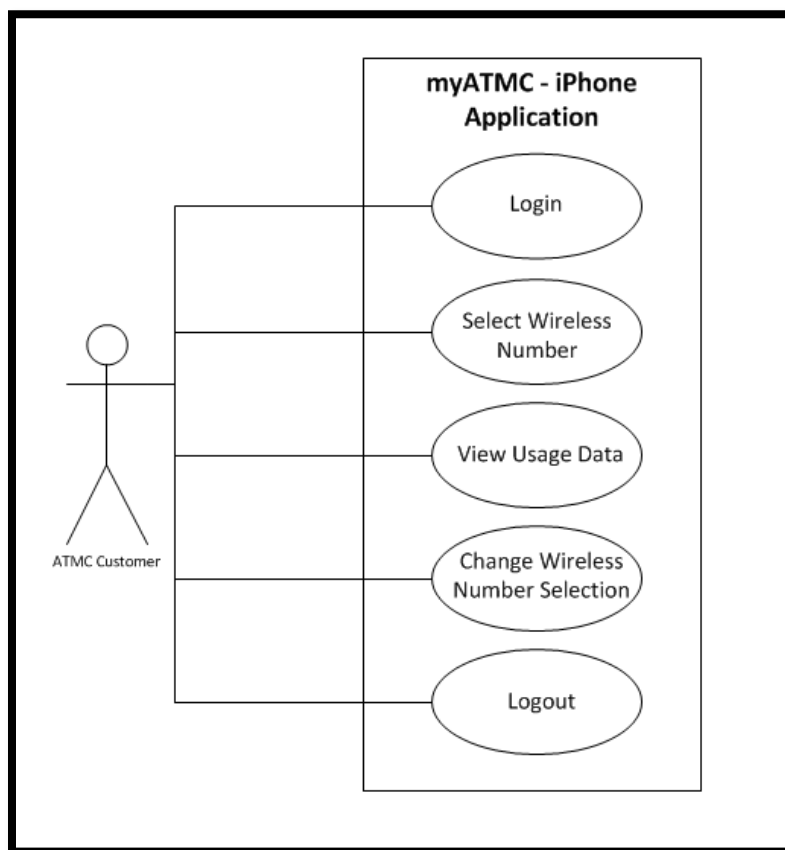 myATMC - iPhone
Application
Login
Select Wireless
Number
View Usage Data
Change Wireless
Number Selection
Logout
ATMC Customer